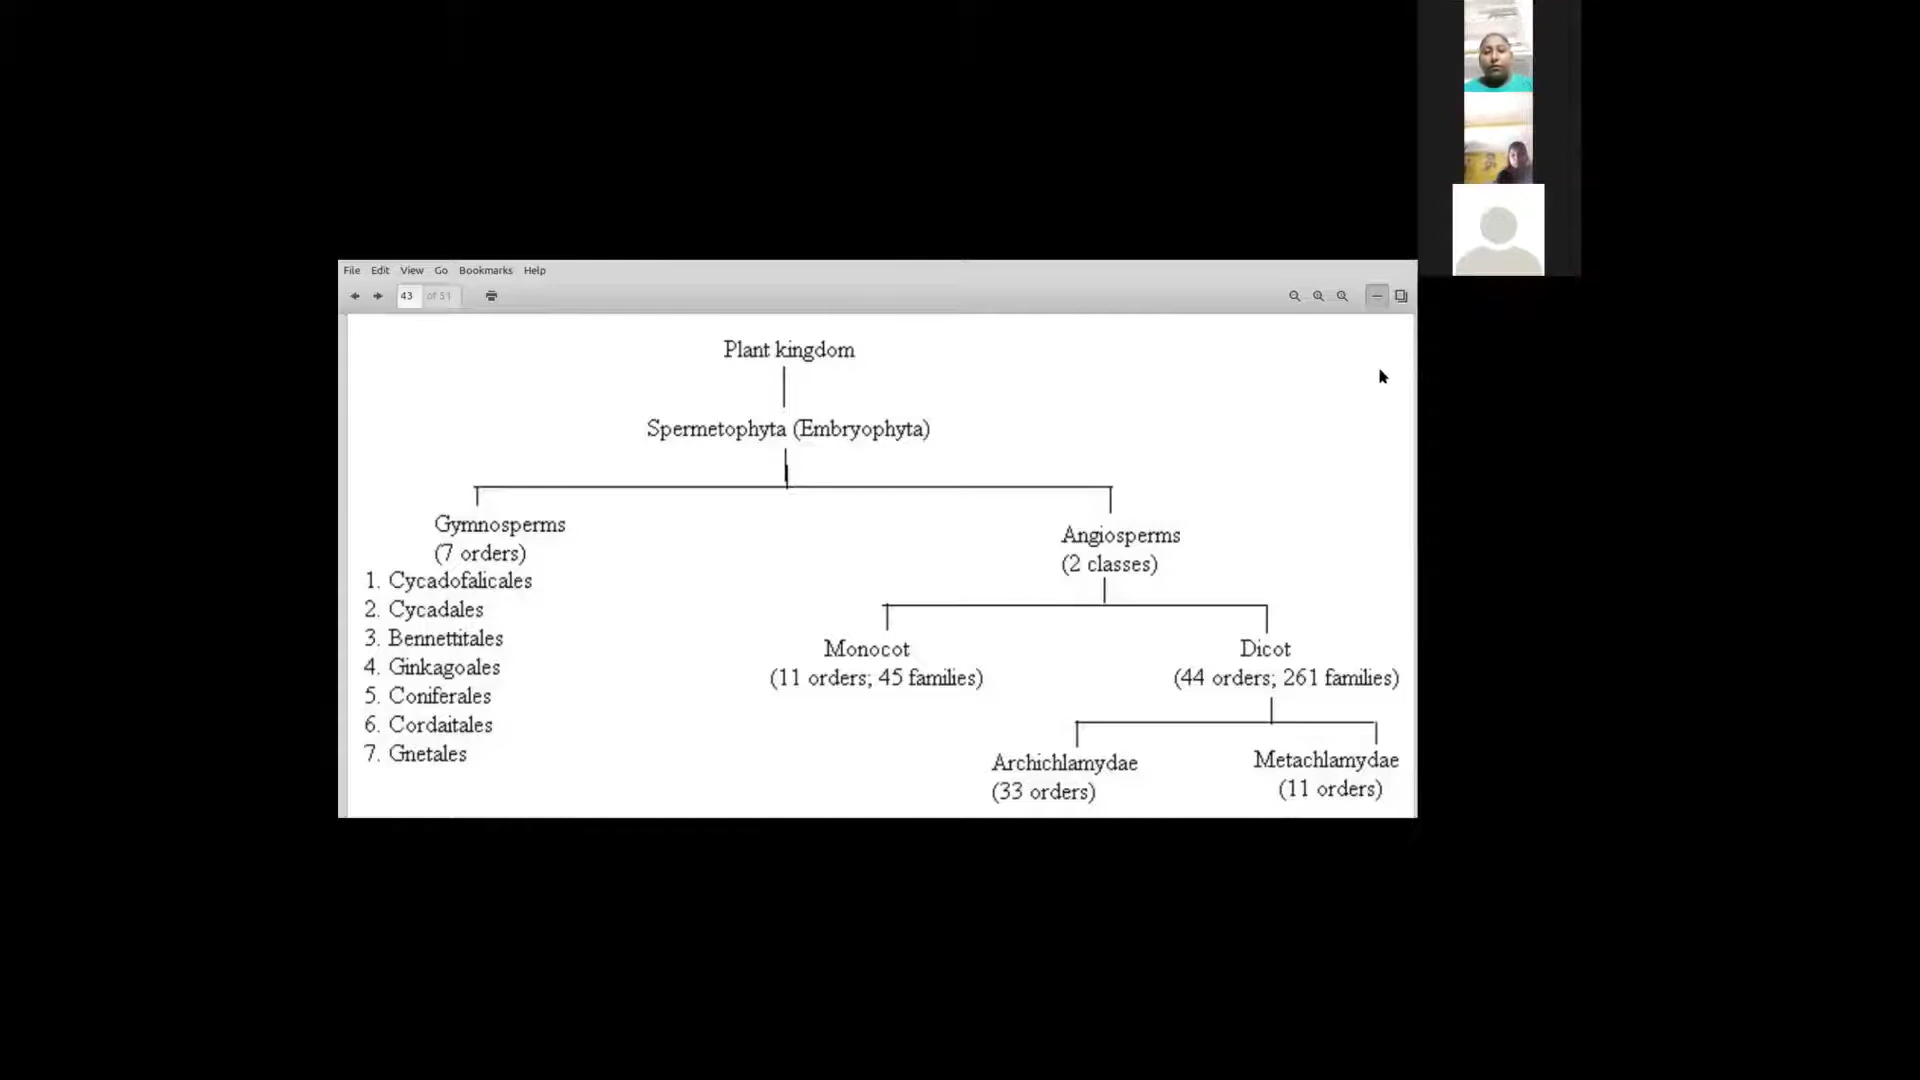 File Edit View Go Bookmarks Help
43 of 51
Plant kingdom
Spermetophyta (Embryophyta)
Gymnosperms
(7 orders)
1. Cycadofalicales
2. Cycadales
3. Bennettitales
4. Ginkagoales
5. Coniferales
6. Cordaitales
7. Gnetales
Angiosperms
(2 classes)
Monocot
(11 orders; 45 families)
Dicot
(44 orders; 261 families)
Archichlamydae
(33 orders)
Metachlamydae
(11 orders)